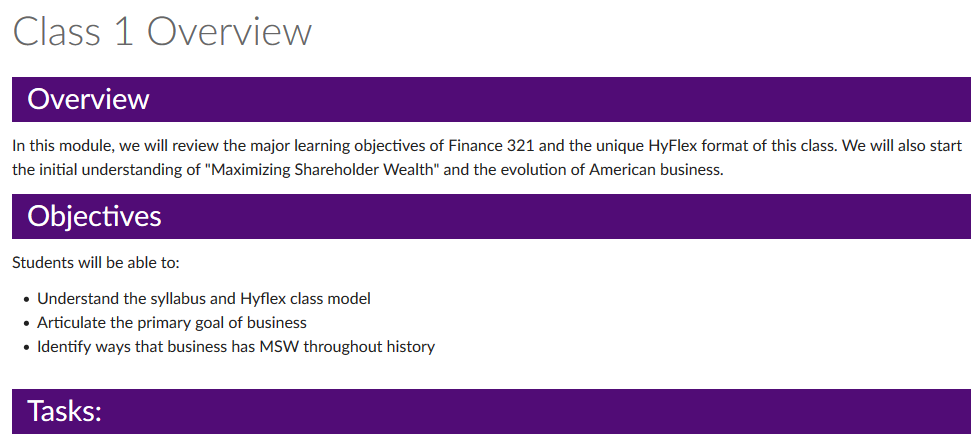 Class 1 Overview
Overview
In this module, we will review the major learning objectives of Finance 321 and the unique HyFlex format of this class. We will also start
the initial understanding of "Maximizing Shareholder Wealth" and the evolution of American business.
Objectives
Students will be able to:
• Understand the syllabus and Hyflex class model
• Articulate the primary goal of business
• Identify ways that business has MSW throughout history
Tasks: